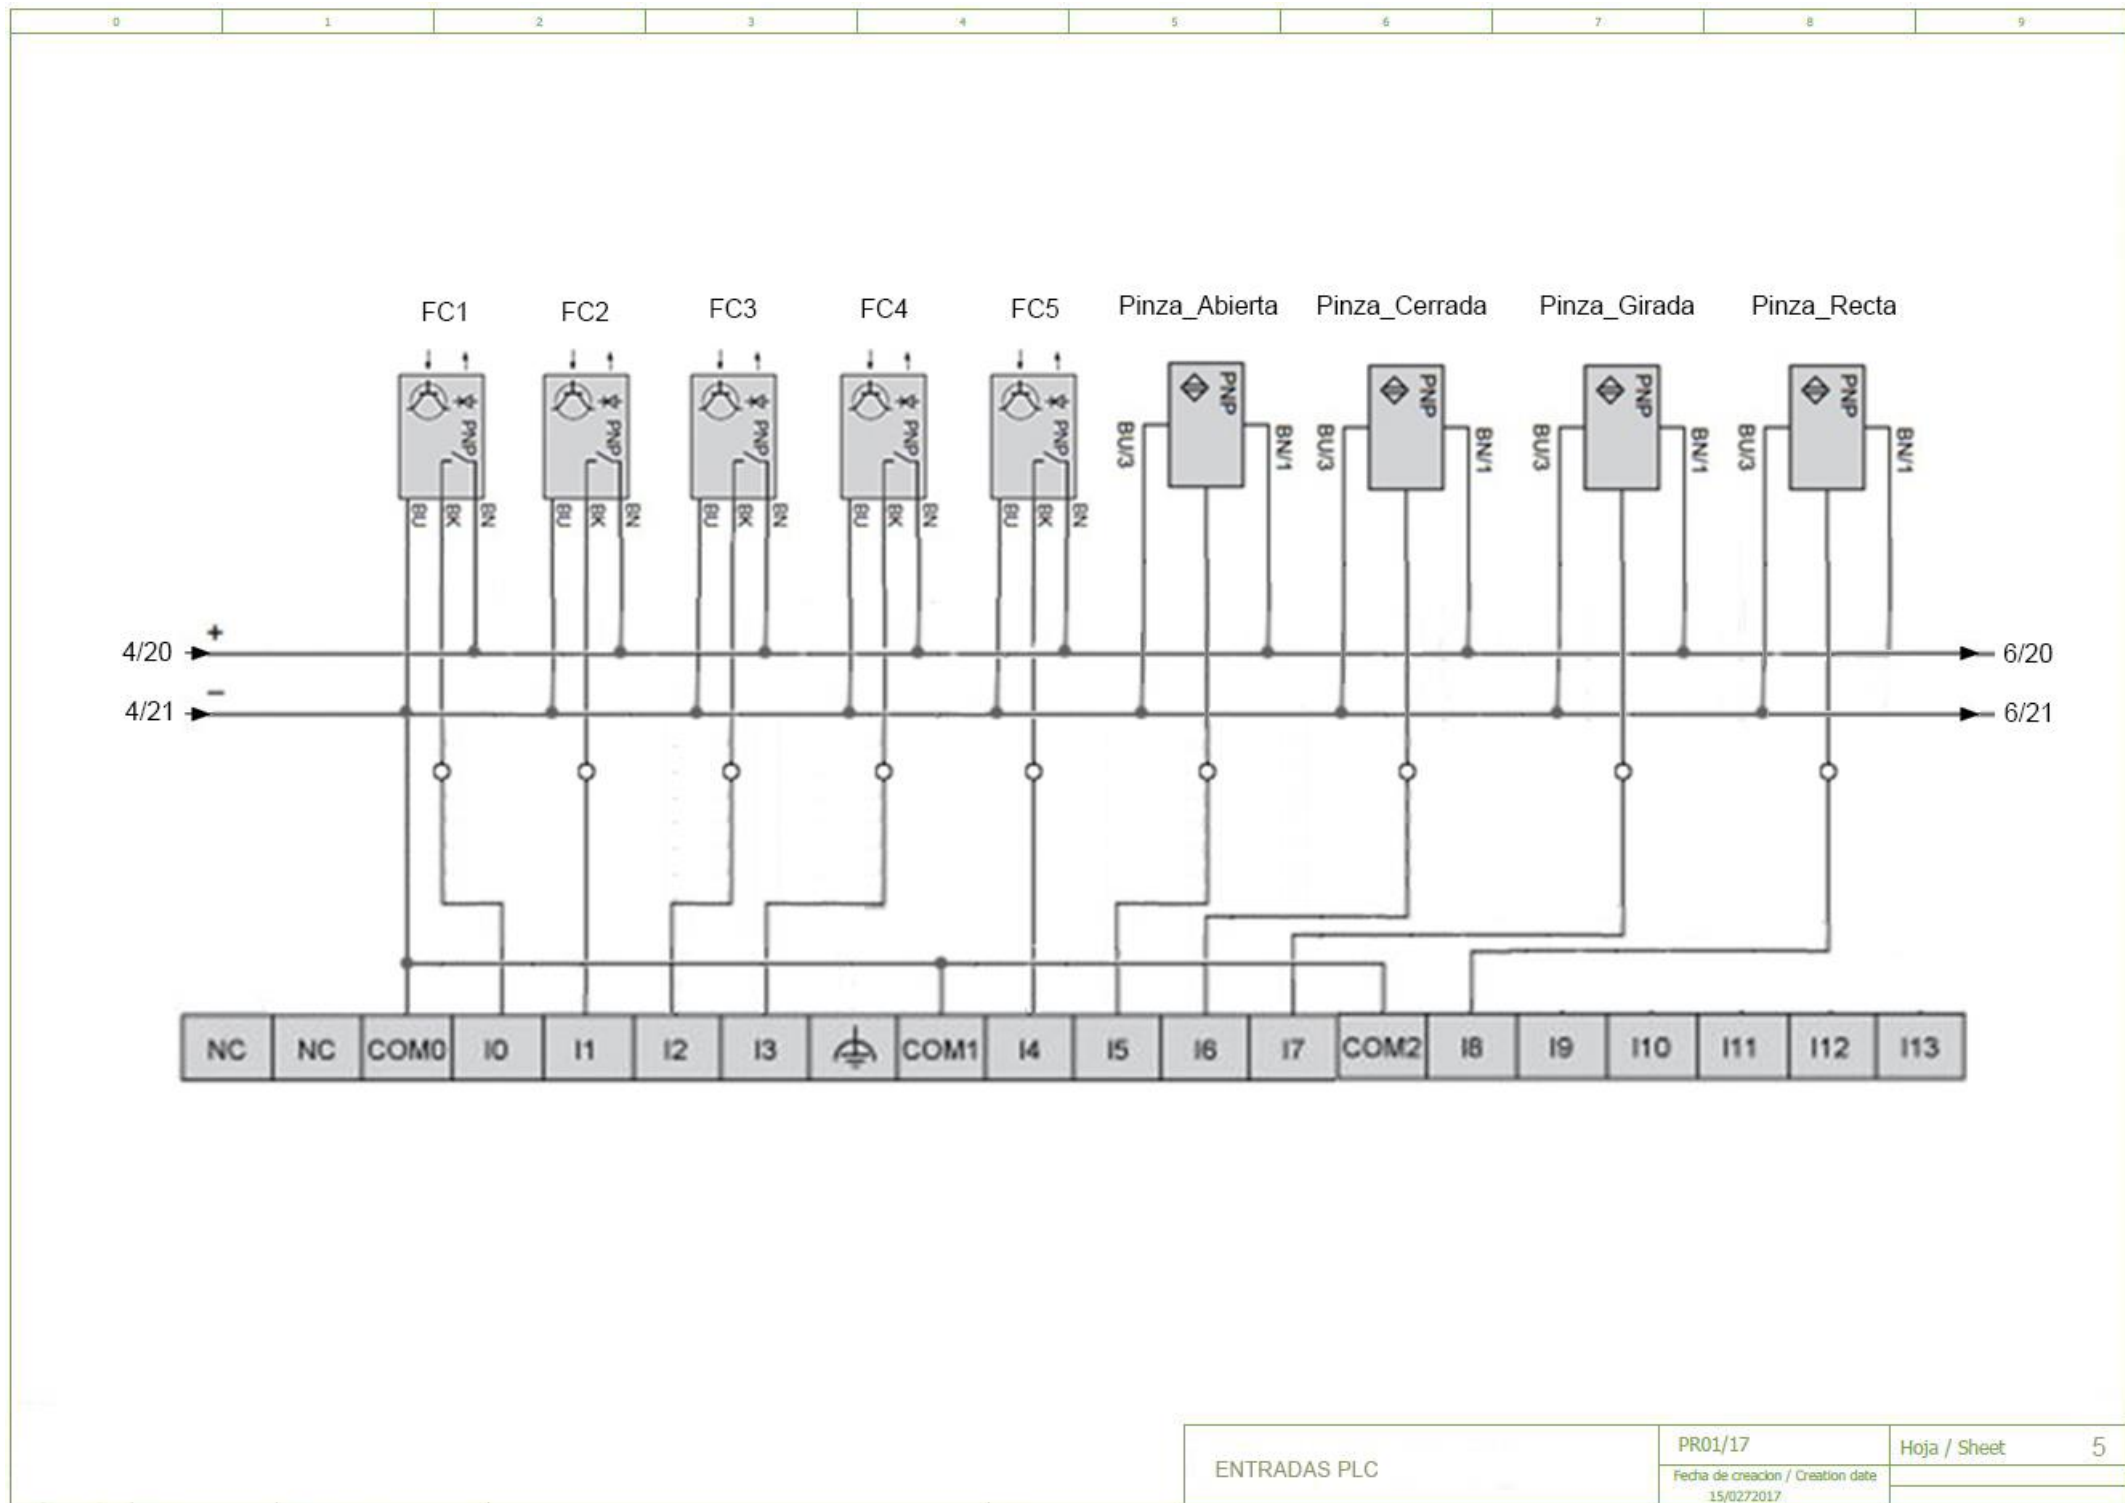 0 1 2 3 4 5 6 7 8 9
FC1 FC2 FC3 FC4 FC5 Pinza_Abierta Pinza_Cerrada Pinza_Girada Pinza_Recta
PNP PNP PNP PNP PNP PNP PNP PNP PNP
BU/3 BN/1 BU/3 BN/1 BU/3 BN/1 BU/3 BN/1
BU BK BN BU BK BN BU BK BN BU BK BN BU BK BN
+
4/20 6/20
–
4/21 6/21
NC NC COM0 I0 I1 I2 I3 COM1 I4 I5 I6 I7 COM2 I8 I9 I10 I11 I12 I13
ENTRADAS PLC
PR01/17
Hoja / Sheet 5
Fecha de creacion / Creation date
15/0272017